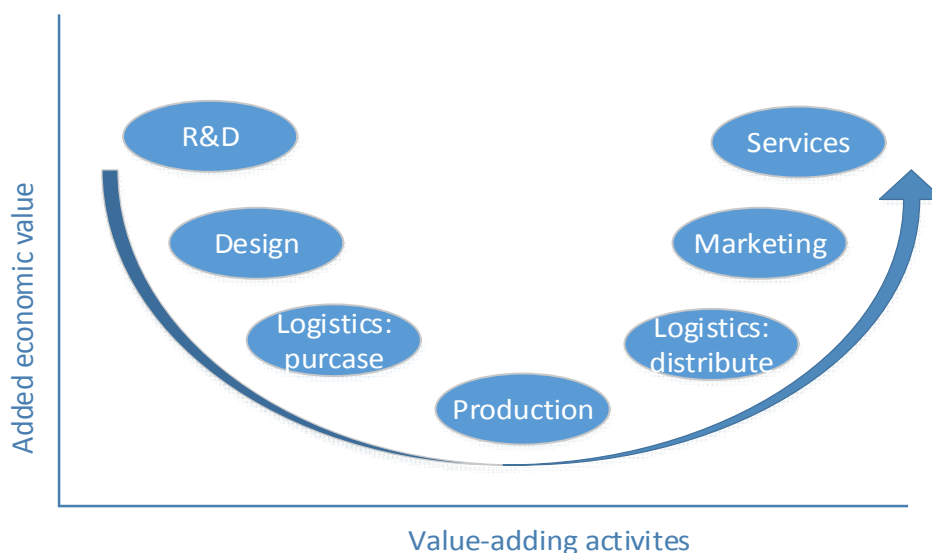 Added economic value
R&D
Design
Logistics:
purcase
Production
Logistics:
distribute
Marketing
Services
Value-adding activites